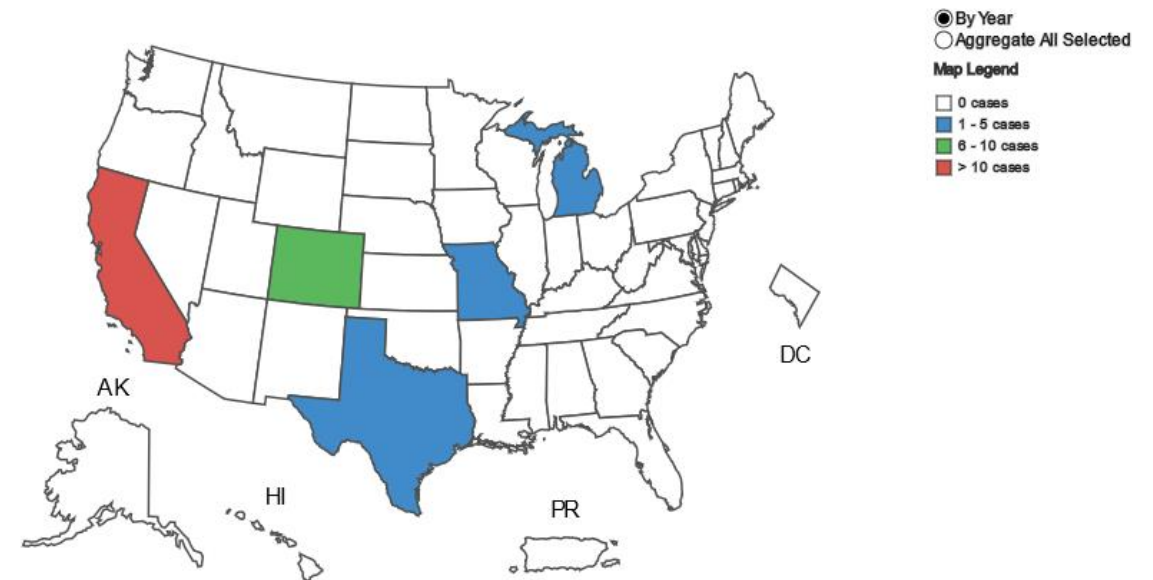 By Year
Aggregate All Selected
Map Legend
0 cases
1 - 5 cases
6 - 10 cases
> 10 cases
DC
AK
HI
PR